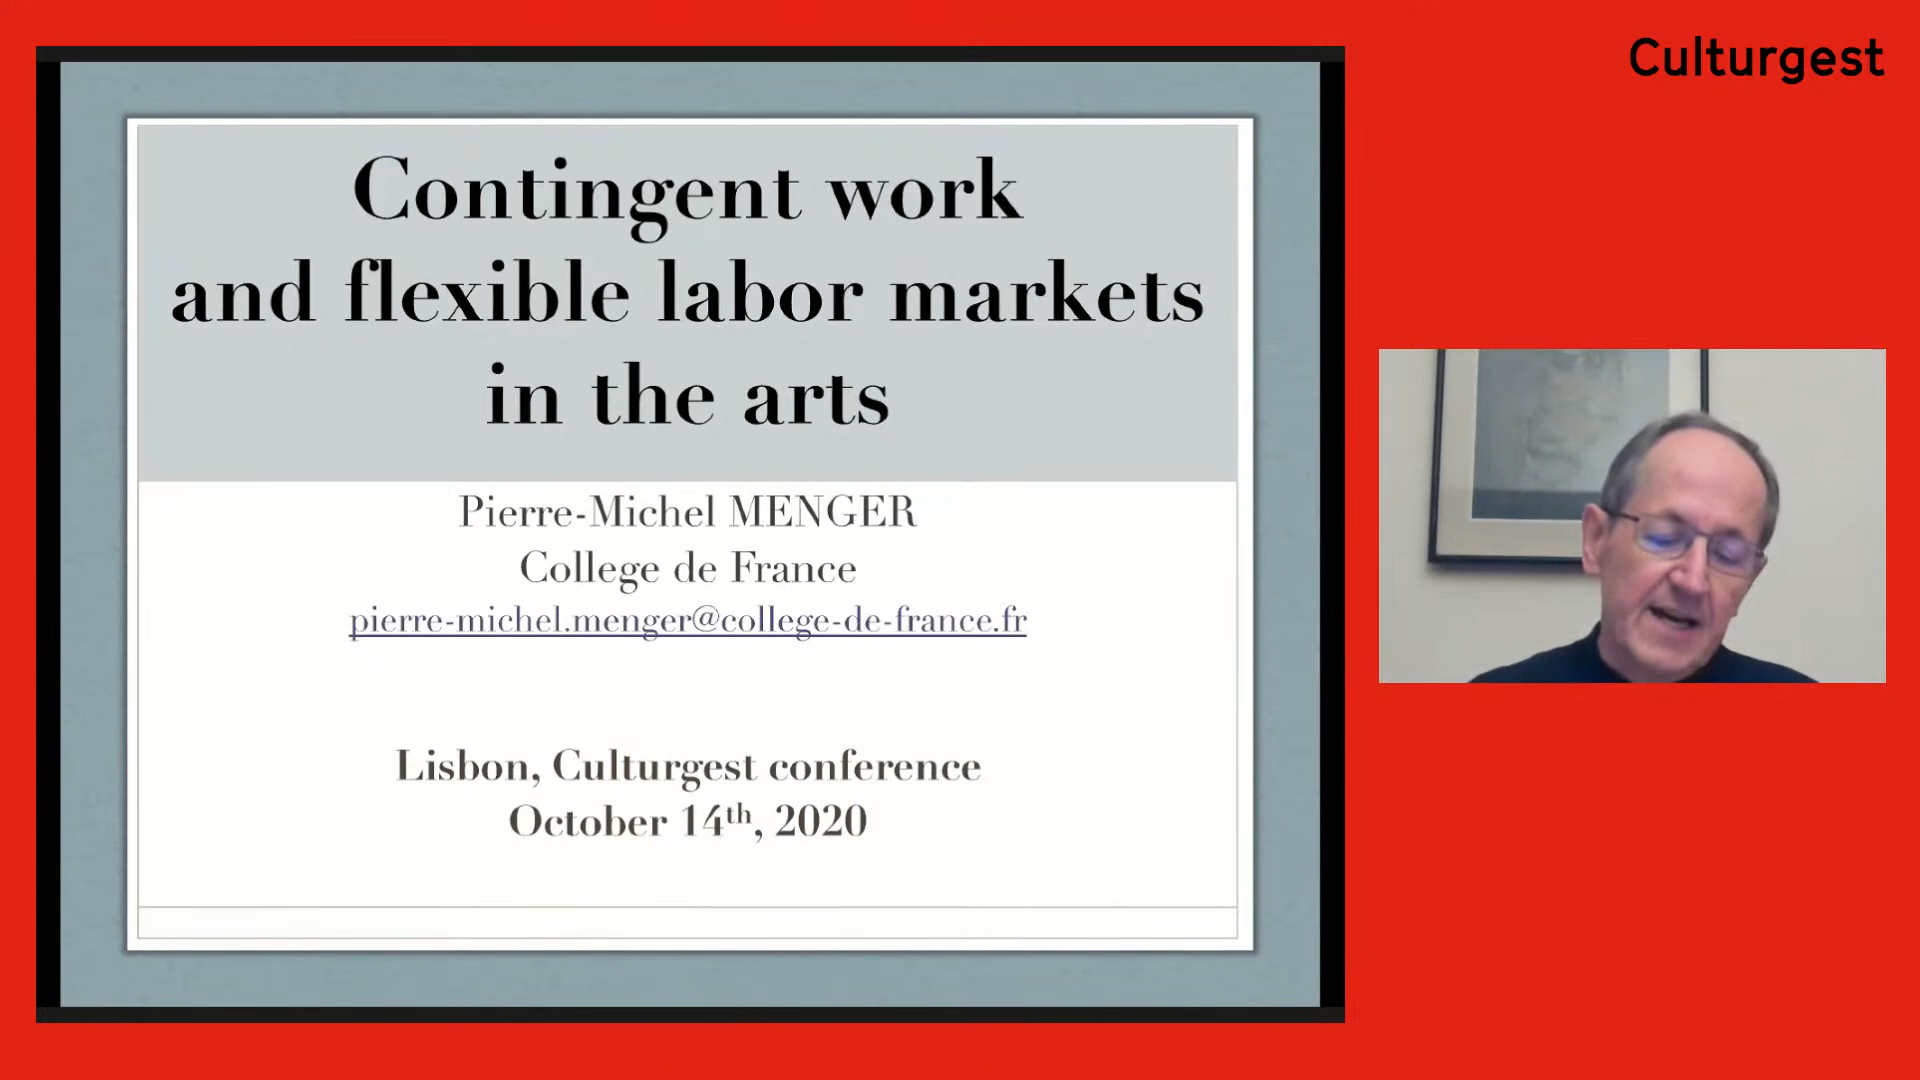 Culturgest
Contingent work
and flexible labor markets
in the arts
Pierre-Michel MENGER
College de France
pierre-michel.menger@college-de-france.fr
Lisbon, Culturgest conference
October 14th, 2020